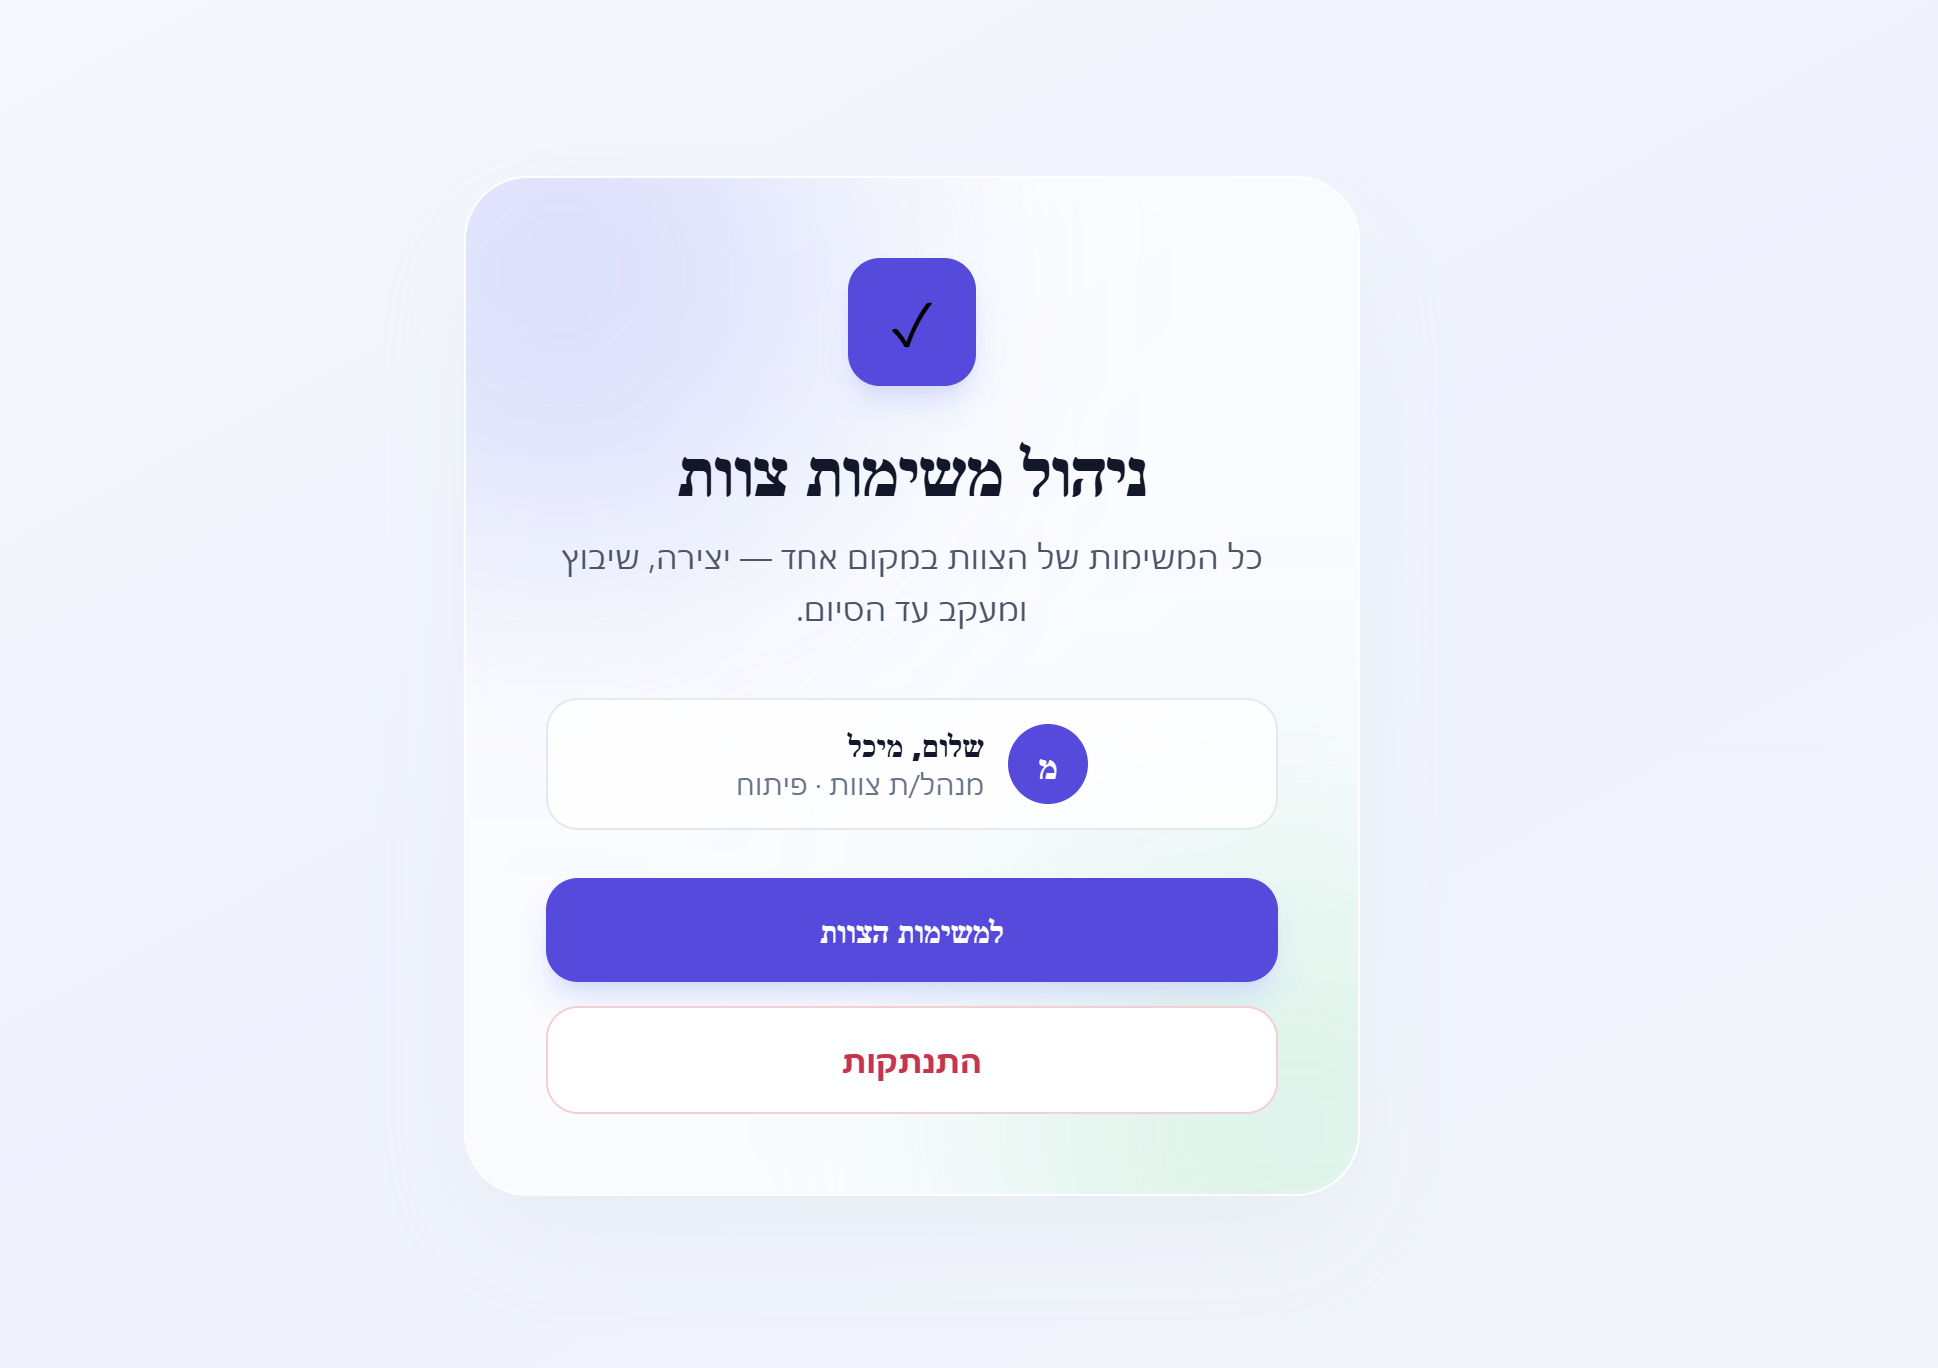 ✓
ניהול משימות צוות
כל המשימות של הצוות במקום אחד — יצירה, שיבוץ
ומעקב עד הסיום.
מ
שלום, מיכל
מנהל/ת צוות · פיתוח
למשימות הצוות
התנתקות